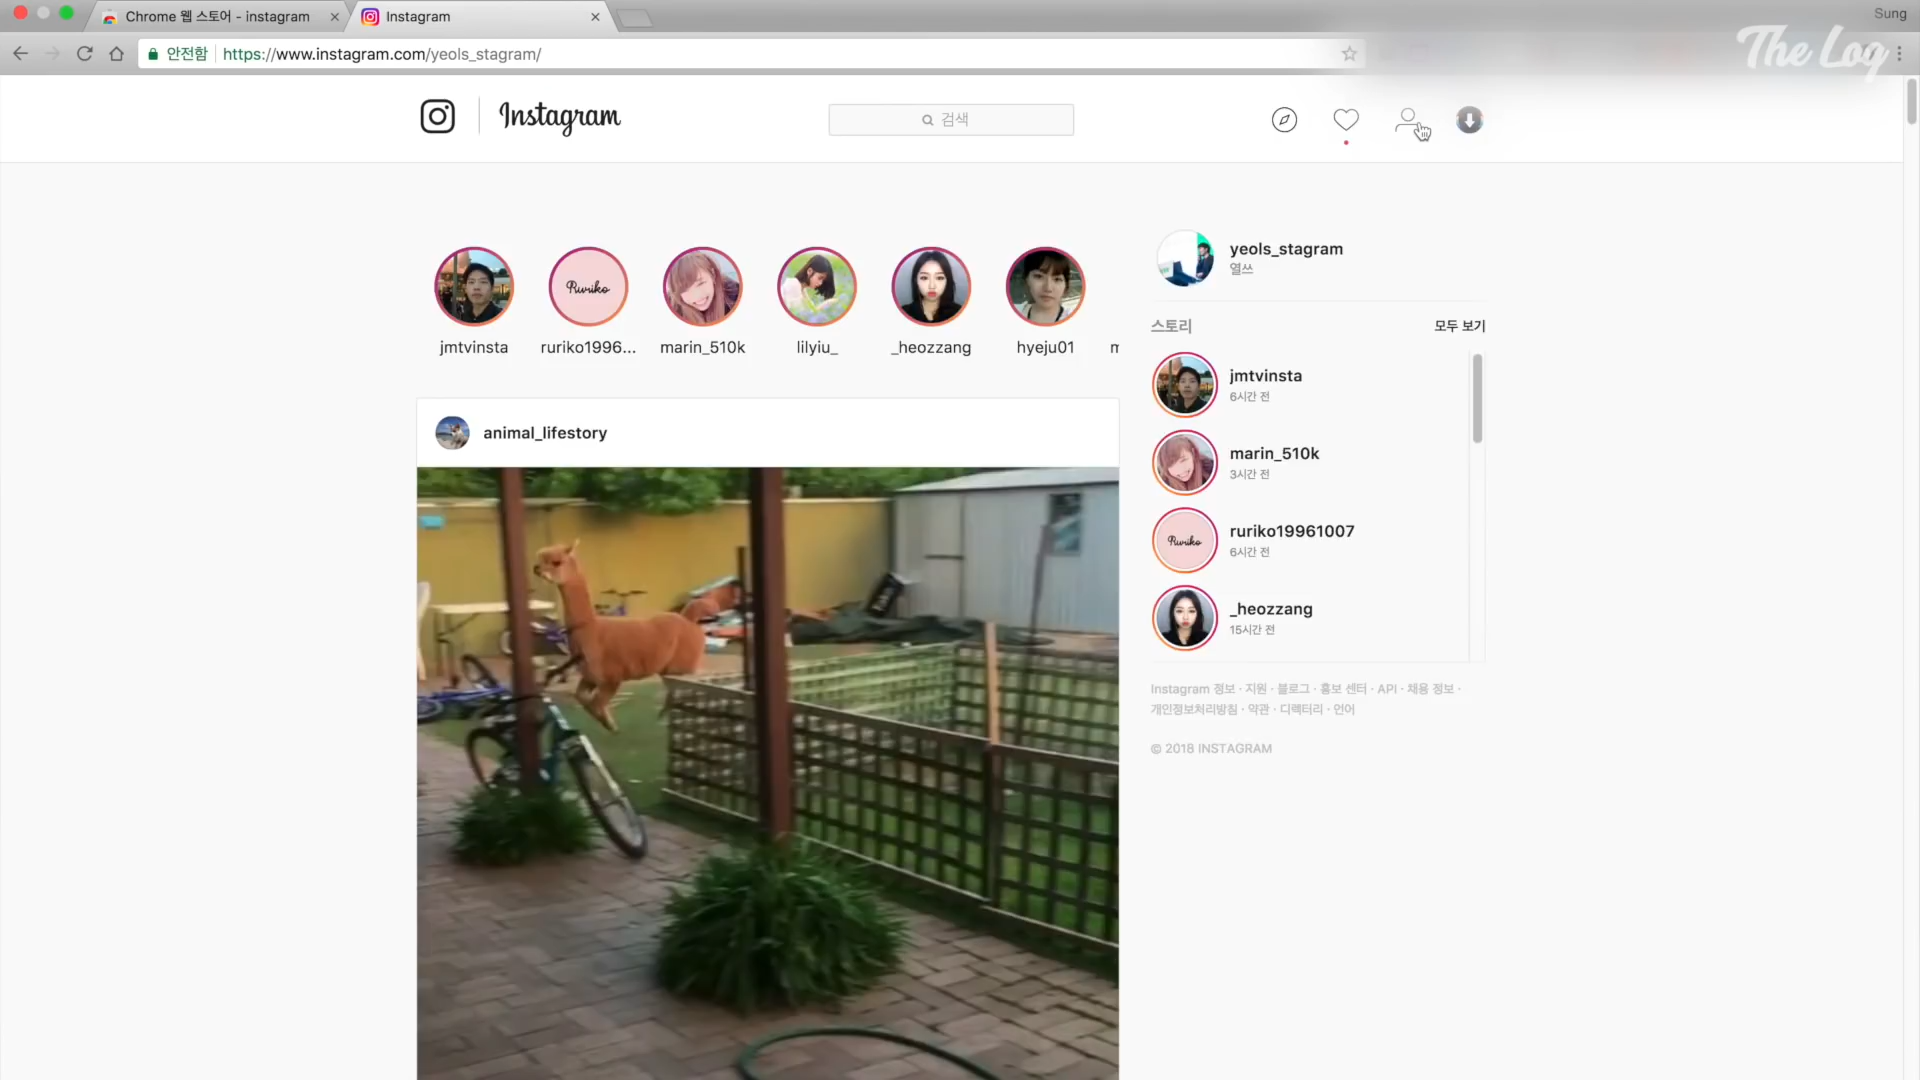 Chrome 웹 스토어 - instagram
Instagram
Sung
안전함
https://www.instagram.com/yeols_stagram/
The Log
Instagram
검색
jmtvinsta
ruriko1996...
marin_510k
lilyiu_
_heozzang
hyeju01
animal_lifestory
yeols_stagram
열쓰
스토리
모두 보기
jmtvinsta
6시간 전
marin_510k
3시간 전
Ruriko
ruriko19961007
6시간 전
_heozzang
15시간 전
Instagram 정보 · 지원 · 블로그 · 홍보 센터 · API · 채용 정보 ·
개인정보처리방침 · 약관 · 디렉터리 · 언어
© 2018 INSTAGRAM